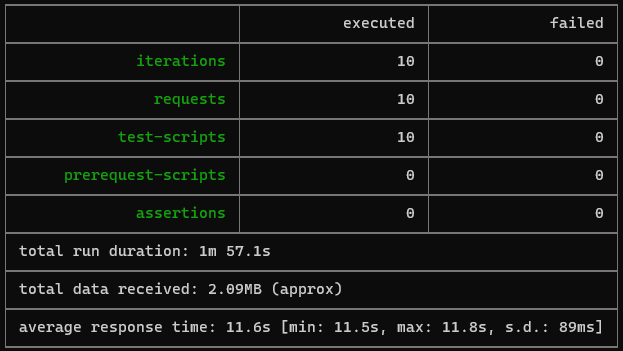 executed failed
iterations 10 0
requests 10 0
test-scripts 10 0
prerequest-scripts 0 0
assertions 0 0
total run duration: 1m 57.1s
total data received: 2.09MB (approx)
average response time: 11.6s [min: 11.5s, max: 11.8s, s.d.: 89ms]